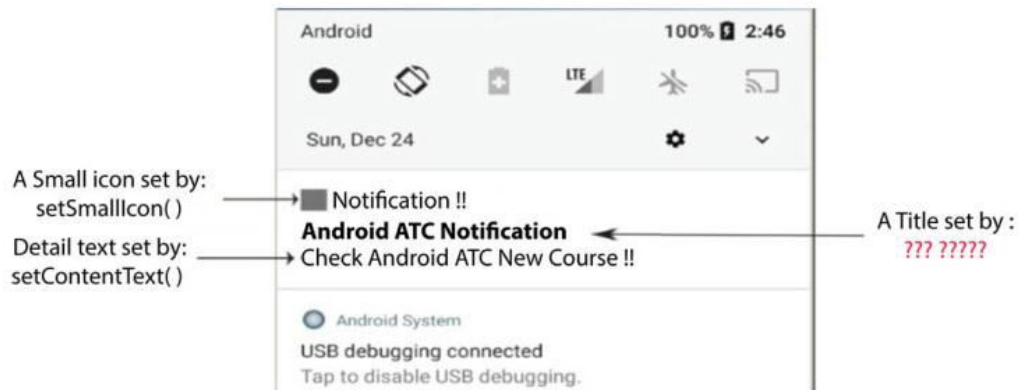 Android 100% 2:46
LTE
Sun, Dec 24
A Small icon set by:
setSmallIcon( )
Notification !!
Android ATC Notification
A Title set by :
??? ?????
Detail text set by:
setContentText( )
Check Android ATC New Course !!
Android System
USB debugging connected
Tap to disable USB debugging.